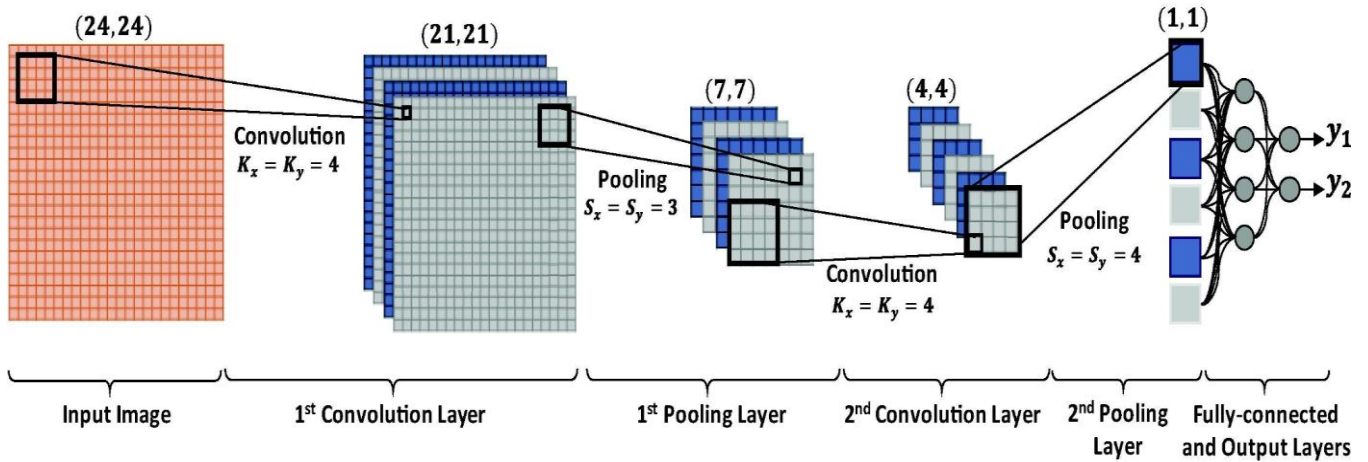 (24,24)
(21,21)
(7,7)
(4,4)
(1,1)
Convolution
Kx = Ky = 4
Pooling
Sx = Sy = 3
Convolution
Kx = Ky = 4
Pooling
Sx = Sy = 4
y1
y2
Input Image
1st Convolution Layer
1st Pooling Layer
2nd Convolution Layer
2nd Pooling
Layer
Fully-connected
and Output Layers